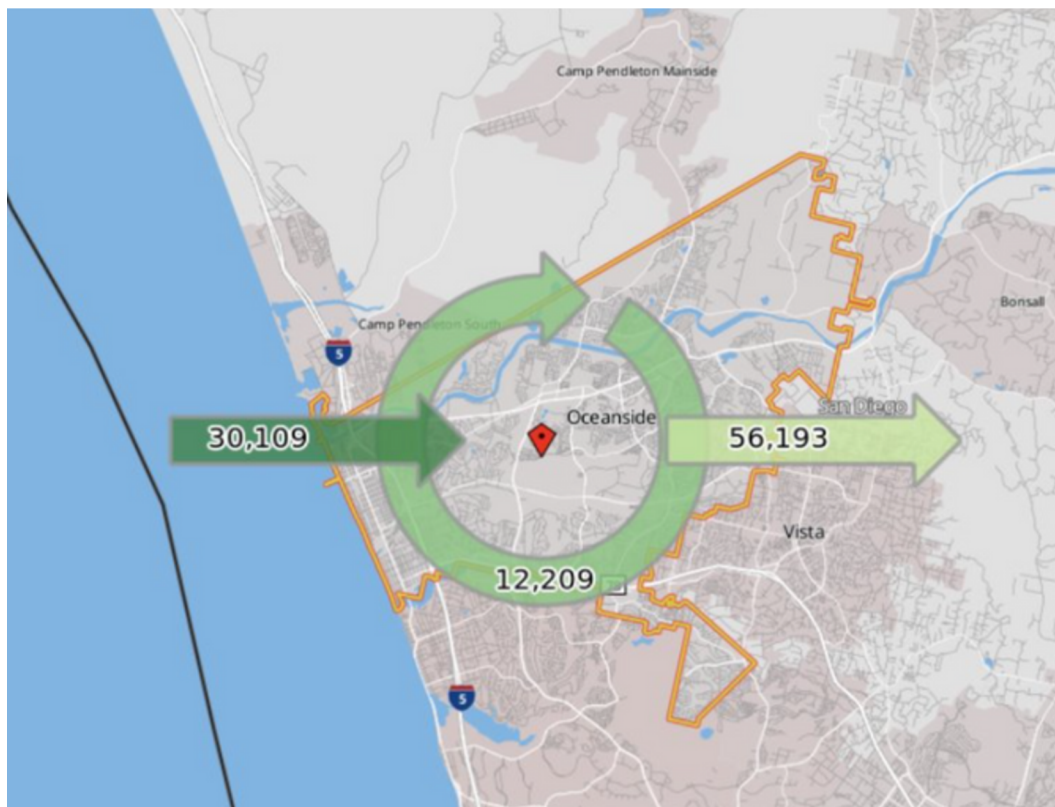 Camp Pendleton Mainside
Bonsall
Camp Pendleton South
5
Oceanside
San Diego
30,109
56,193
Vista
12,209
5